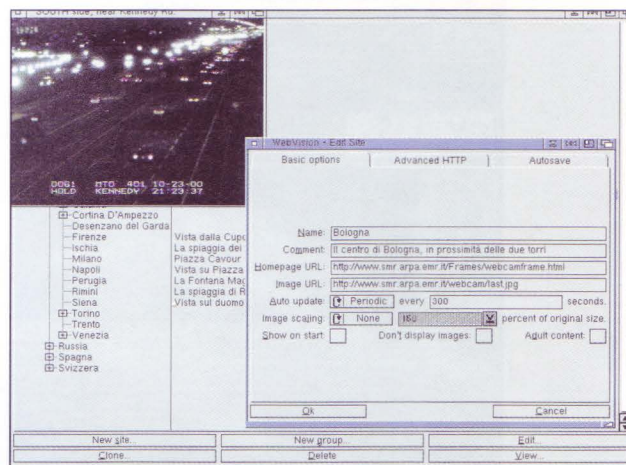 SOUTH side, near Kennedy Rd.
DOG1 MTO 401 10-23-00
HOLD KENNEDY 21:23:37
Cortina D'Ampezzo
Desenzano del Garda
Firenze Vista dalla Cupo
Ischia La spiaggia dei
Milano Piazza Cavour
Napoli Vista su Piazza
Perugia La Fontana Mag
Rimini La spiaggia di R
Siena Vista sul duomo
Torino
Trento
Venezia
Russia
Spagna
Svizzera
WebVision • Edit Site
Basic options Advanced HTTP Autosave
Name: Bologna
Comment: Il centro di Bologna, in prossimità delle due torri
Homepage URL: http://www.smr.arpa.emr.it/Frames/webcamframe.html
Image URL: http://www.smr.arpa.emr.it/webcam/last.jpg
Auto update: Periodic every 300 seconds.
Image scaling: None percent of original size.
Show on start: Don't display images: Adult content:
Ok Cancel
New site... New group... Edit...
Clone... Delete View...